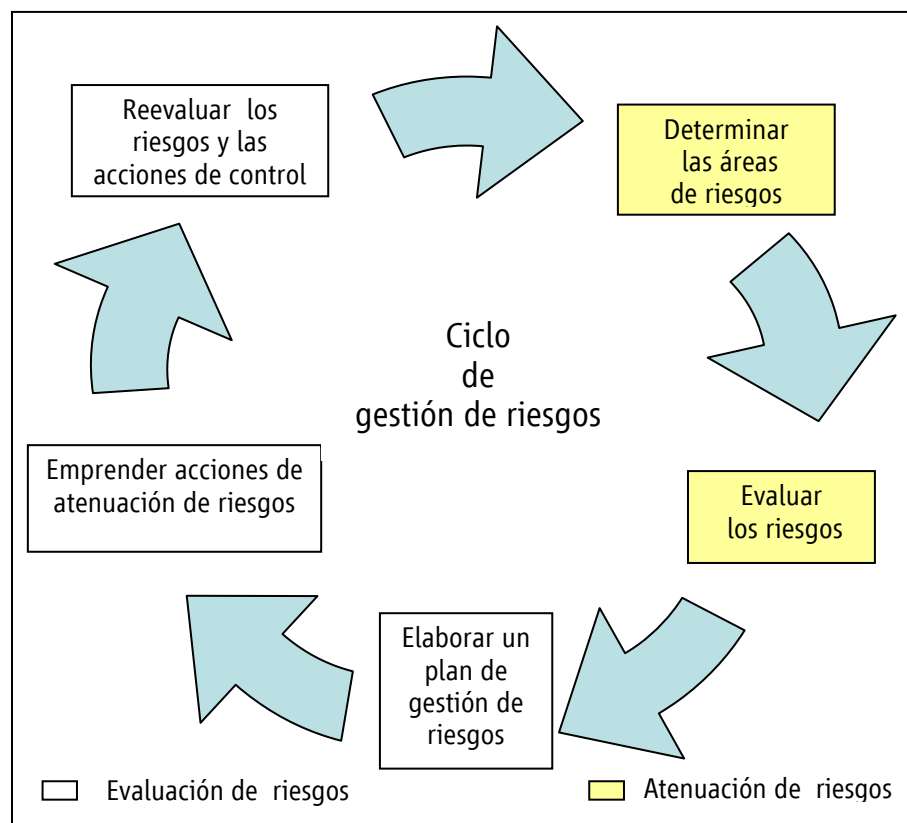 Reevaluar los
riesgos y las
acciones de control
Determinar
las áreas
de riesgos
Ciclo
de
gestión de riesgos
Emprender acciones de
atenuación de riesgos
Evaluar
los riesgos
Elaborar un
plan de
gestión de
riesgos
Evaluación de riesgos
Atenuación de riesgos